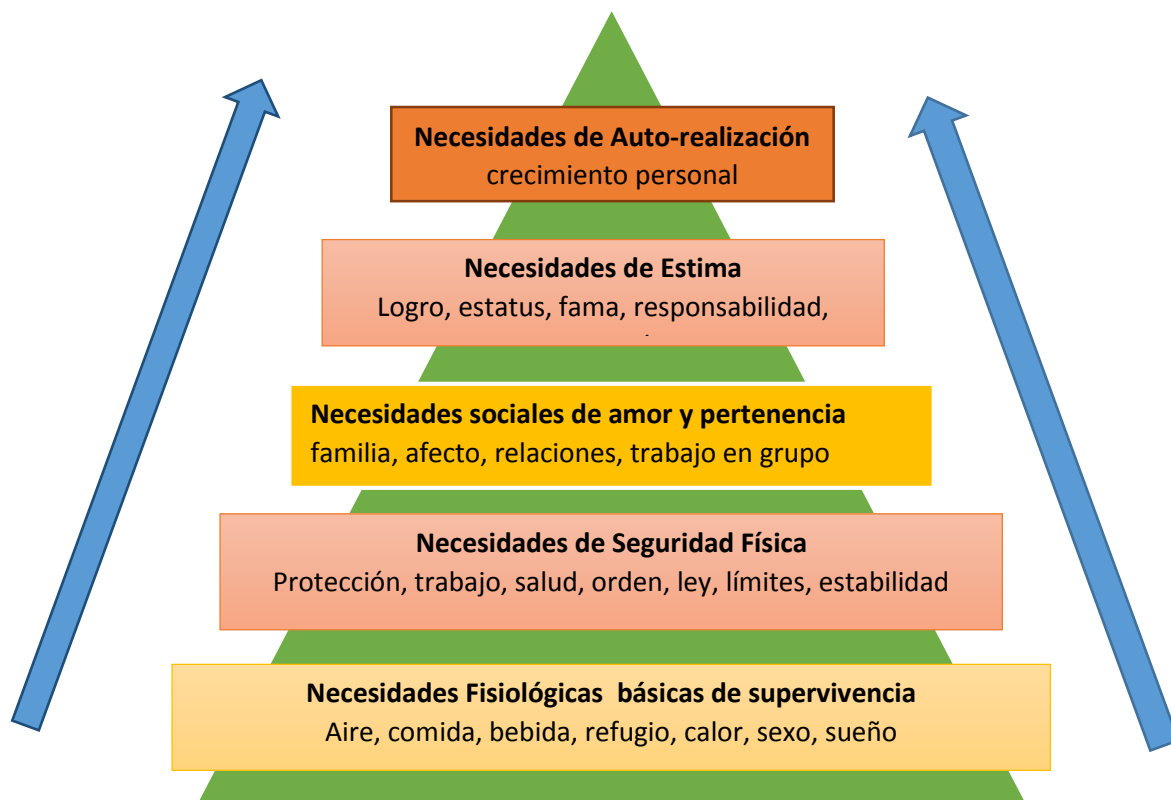 Necesidades de Auto-realización
crecimiento personal
Necesidades de Estima
Logro, estatus, fama, responsabilidad,
Necesidades sociales de amor y pertenencia
familia, afecto, relaciones, trabajo en grupo
Necesidades de Seguridad Física
Protección, trabajo, salud, orden, ley, límites, estabilidad
Necesidades Fisiológicas básicas de supervivencia
Aire, comida, bebida, refugio, calor, sexo, sueño